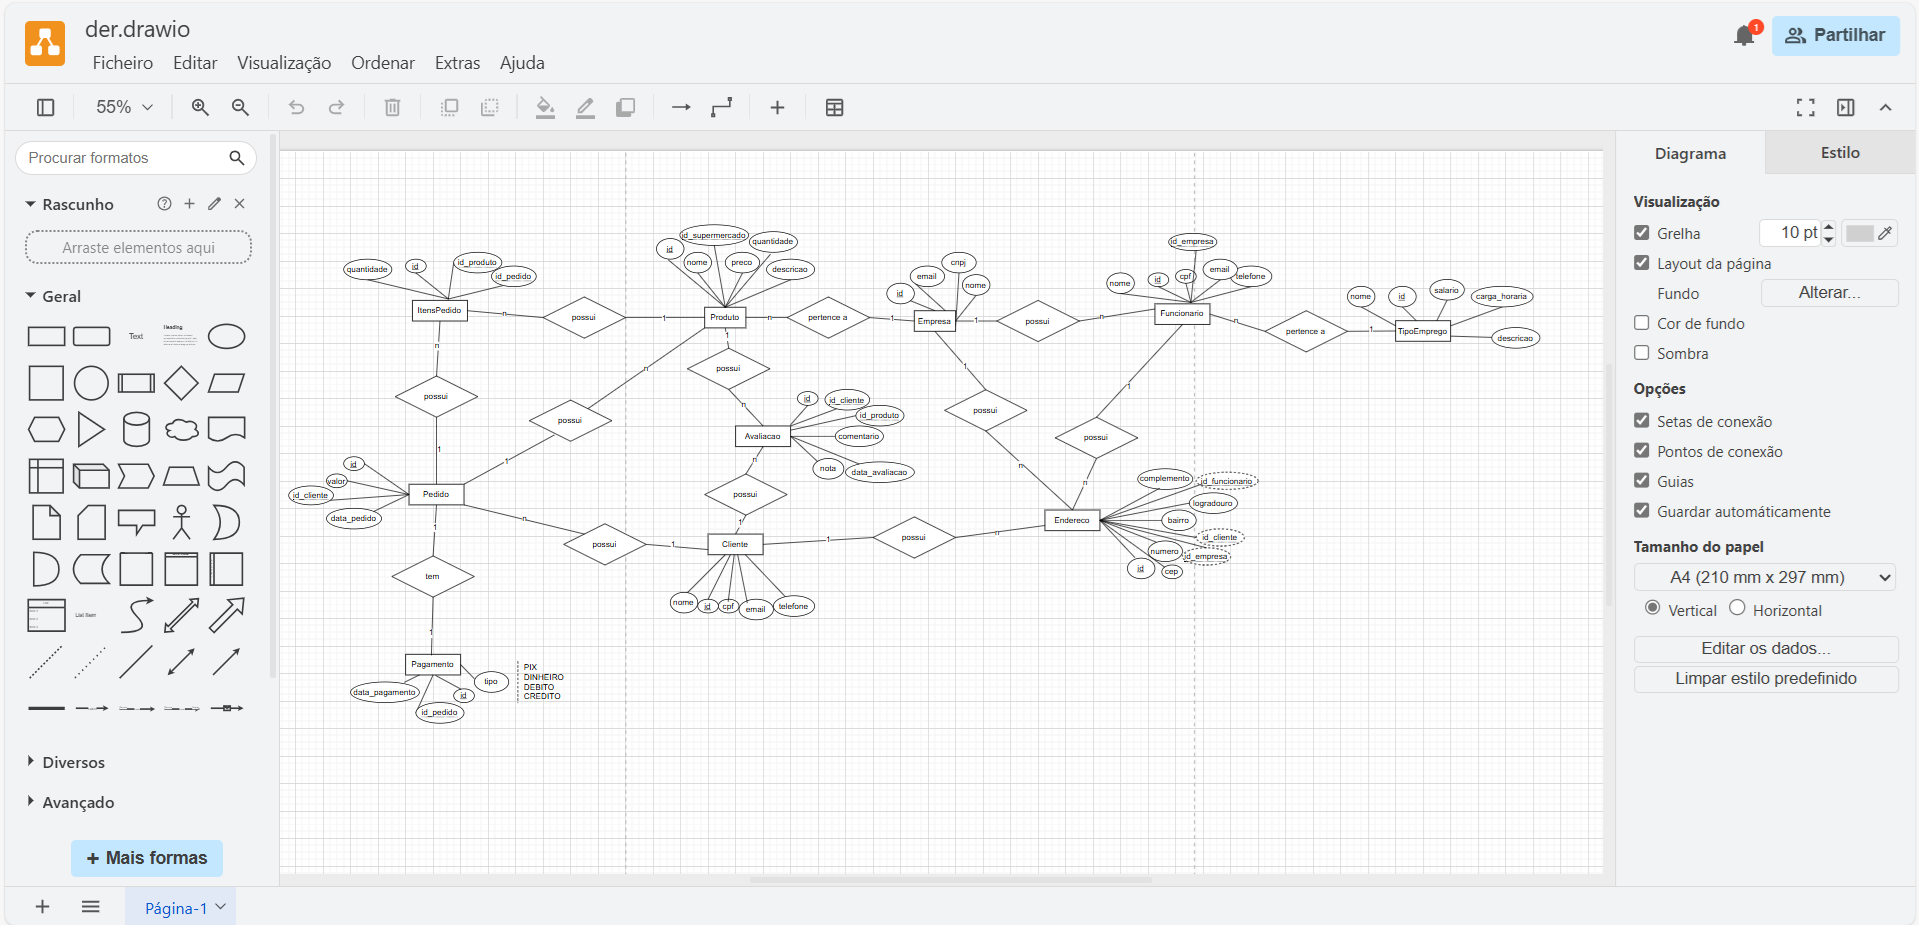 der.drawio
Ficheiro Editar Visualização Ordenar Extras Ajuda
1
Partilhar
55%
Procurar formatos
Rascunho
Arraste elementos aqui
Geral
Text
Heading
List Item
Diversos
Avançado
+ Mais formas
Página-1
id_supermercado
id
quantidade
nome
preco
descricao
quantidade
id
id_produto
id_pedido
ItensPedido
n
possui
1
Produto
n
pertence a
1
Empresa
id
email
cnpj
nome
1
possui
n
Funcionario
id_empresa
nome
id
cpf
email
telefone
n
pertence a
1
TipoEmprego
nome
id
salario
carga_horaria
descricao
n
possui
1
n
possui
1
1
possui
n
Avaliacao
id
id_cliente
id_produto
comentario
nota
data_avaliacao
n
possui
1
1
possui
n
1
possui
n
Pedido
id
valor
id_cliente
data_pedido
n
possui
1
Cliente
nome
id
cpf
email
telefone
1
possui
n
Endereco
complemento
id_funcionario
logradouro
bairro
id_cliente
numero
id_empresa
id
cep
1
tem
1
Pagamento
data_pagamento
id_pedido
id
tipo
PIX
DINHEIRO
DEBITO
CREDITO
Diagrama
Estilo
Visualização
Grelha
10 pt
Layout da página
Fundo
Alterar...
Cor de fundo
Sombra
Opções
Setas de conexão
Pontos de conexão
Guias
Guardar automáticamente
Tamanho do papel
A4 (210 mm x 297 mm)
Vertical
Horizontal
Editar os dados...
Limpar estilo predefinido